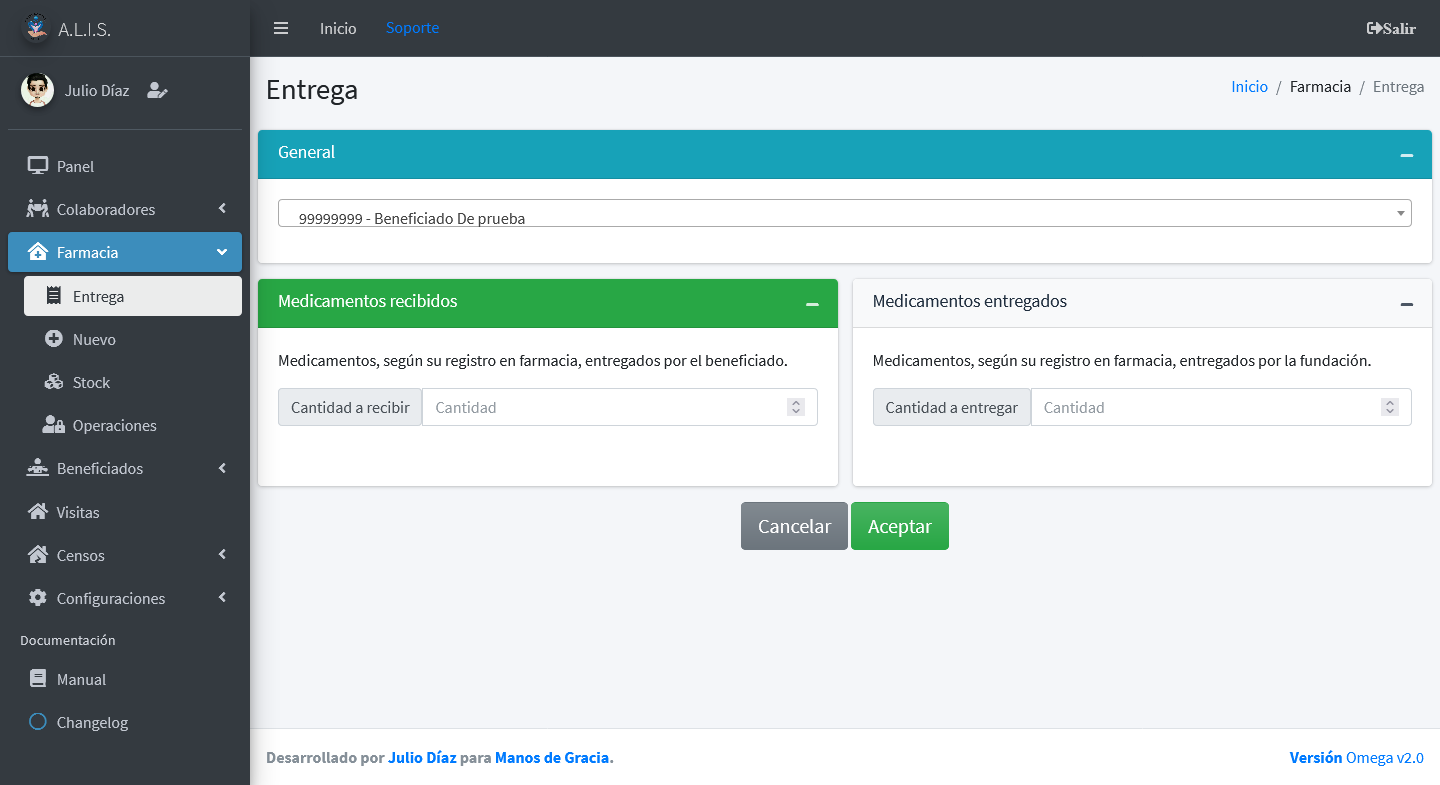 A.L.I.S.
Inicio
Soporte
Salir
Julio Díaz
Panel
Colaboradores
Farmacia
Entrega
Nuevo
Stock
Operaciones
Beneficiados
Visitas
Censos
Configuraciones
Documentación
Manual
Changelog
Entrega
Inicio / Farmacia / Entrega
General
99999999 - Beneficiado De prueba
Medicamentos recibidos
Medicamentos, según su registro en farmacia, entregados por el beneficiado.
Cantidad a recibir Cantidad
Medicamentos entregados
Medicamentos, según su registro en farmacia, entregados por la fundación.
Cantidad a entregar Cantidad
Cancelar
Aceptar
Desarrollado por Julio Díaz para Manos de Gracia.
Versión Omega v2.0